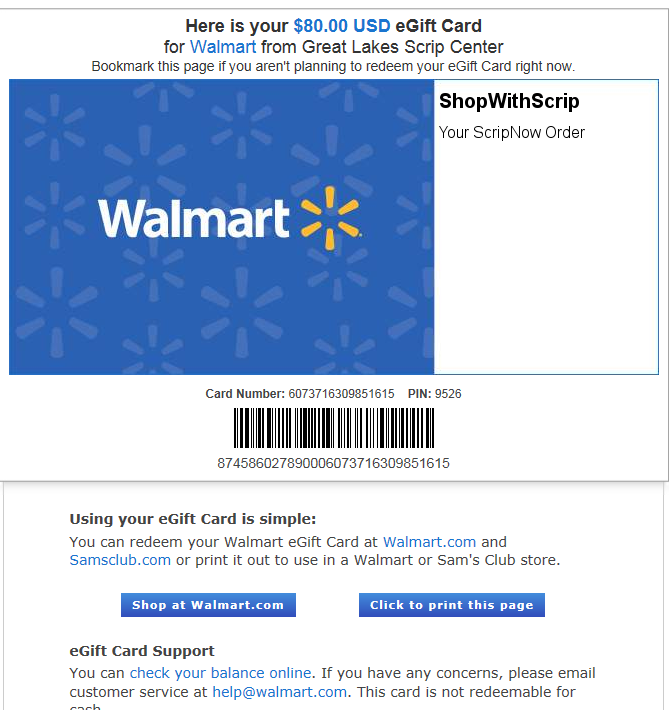 Here is your $80.00 USD eGift Card
for Walmart from Great Lakes Scrip Center
Bookmark this page if you aren't planning to redeem your eGift Card right now.
Walmart
ShopWithScrip
Your ScripNow Order
Card Number: 6073716309851615 PIN: 9526
874586027890006073716309851615
Using your eGift Card is simple:
You can redeem your Walmart eGift Card at Walmart.com and
Samsclub.com or print it out to use in a Walmart or Sam's Club store.
Shop at Walmart.com
Click to print this page
eGift Card Support
You can check your balance online. If you have any concerns, please email
customer service at help@walmart.com. This card is not redeemable for
cash